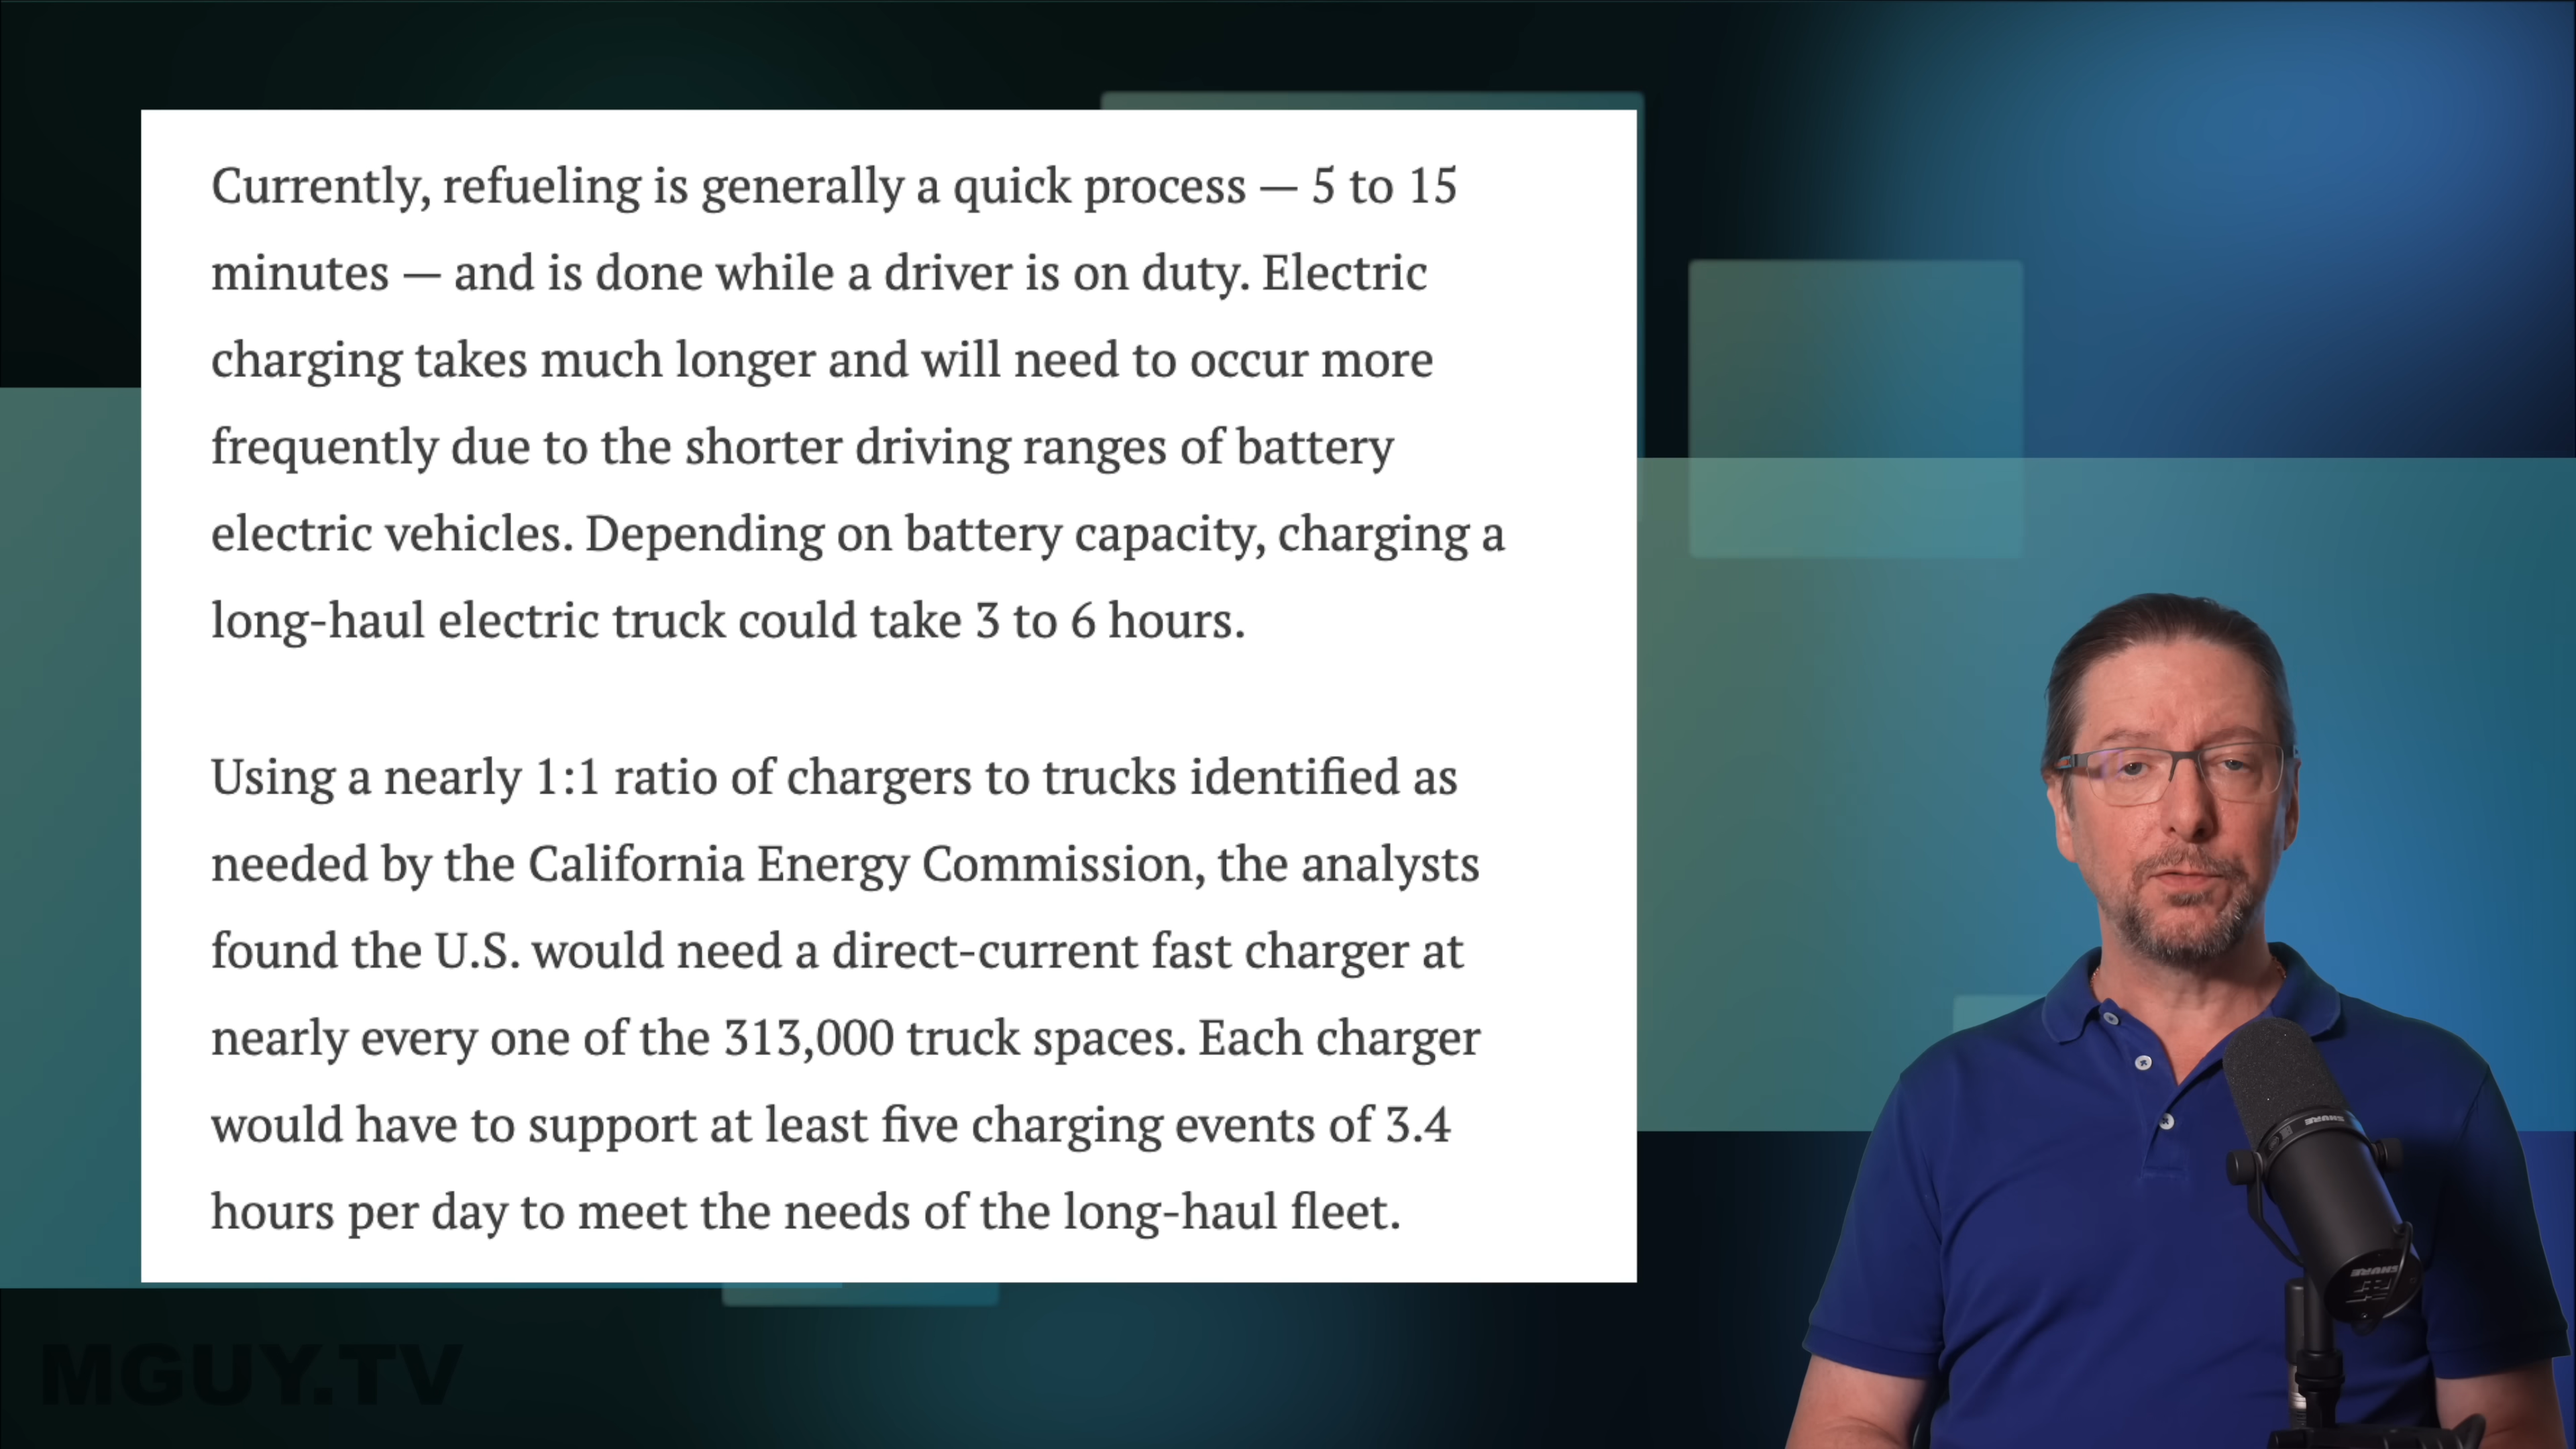 Currently, refueling is generally a quick process — 5 to 15
minutes — and is done while a driver is on duty. Electric
charging takes much longer and will need to occur more
frequently due to the shorter driving ranges of battery
electric vehicles. Depending on battery capacity, charging a
long-haul electric truck could take 3 to 6 hours.
Using a nearly 1:1 ratio of chargers to trucks identified as
needed by the California Energy Commission, the analysts
found the U.S. would need a direct-current fast charger at
nearly every one of the 313,000 truck spaces. Each charger
would have to support at least five charging events of 3.4
hours per day to meet the needs of the long-haul fleet.
MGUY.TV
SHURE
SHURE